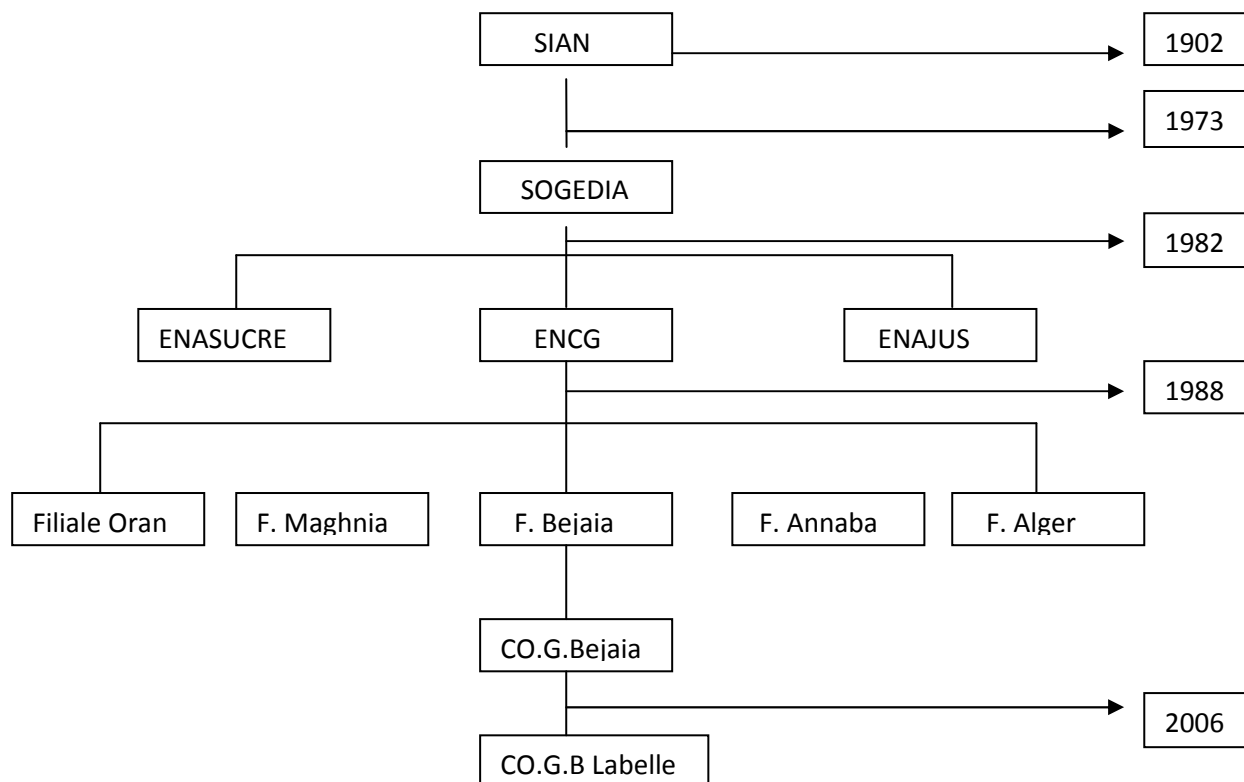 SIAN
1902
1973
SOGEDIA
1982
ENASUCRE
ENCG
ENAJUS
1988
Filiale Oran
F. Maghnia
F. Bejaia
F. Annaba
F. Alger
CO.G.Bejaia
2006
CO.G.B Labelle